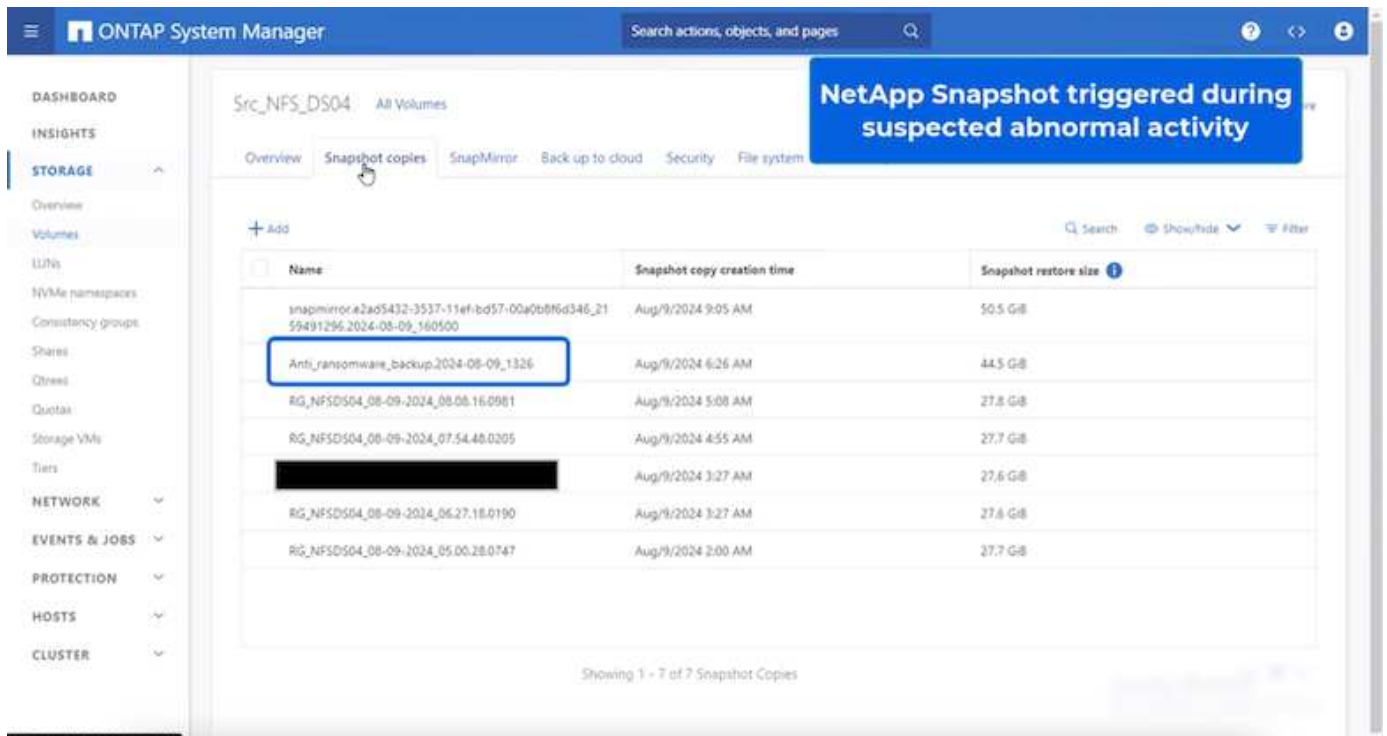 ONTAP System Manager
Search actions, objects, and pages
NetApp Snapshot triggered during
suspected abnormal activity
DASHBOARD
INSIGHTS
STORAGE
Overview
Volumes
LUNs
NVMe namespaces
Consistency groups
Shares
Qtrees
Quotas
Storage VMs
Tiers
NETWORK
EVENTS & JOBS
PROTECTION
HOSTS
CLUSTER
Src_NFS_DS04 All Volumes
Overview Snapshot copies SnapMirror Back up to cloud Security File system
Add Search Show/hide Filter
Name Snapshot copy creation time Snapshot restore size
snapmirror.e2ad5432-3537-11ef-bd57-00a0b8f6d346_21 Aug/9/2024 9:05 AM 50.5 GiB
59491296.2024-08-09_160500
Anti_ransomware_backup.2024-08-09_1326 Aug/9/2024 6:26 AM 44.5 GiB
RG_NFSDS04_08-09-2024_08.08.16.0981 Aug/9/2024 5:08 AM 27.8 GiB
RG_NFSDS04_08-09-2024_07.54.48.0205 Aug/9/2024 4:55 AM 27.7 GiB
Aug/9/2024 3:27 AM 27.6 GiB
RG_NFSDS04_08-09-2024_06.27.18.0190 Aug/9/2024 3:27 AM 27.6 GiB
RG_NFSDS04_08-09-2024_05.00.28.0747 Aug/9/2024 2:00 AM 27.7 GiB
Showing 1 - 7 of 7 Snapshot Copies